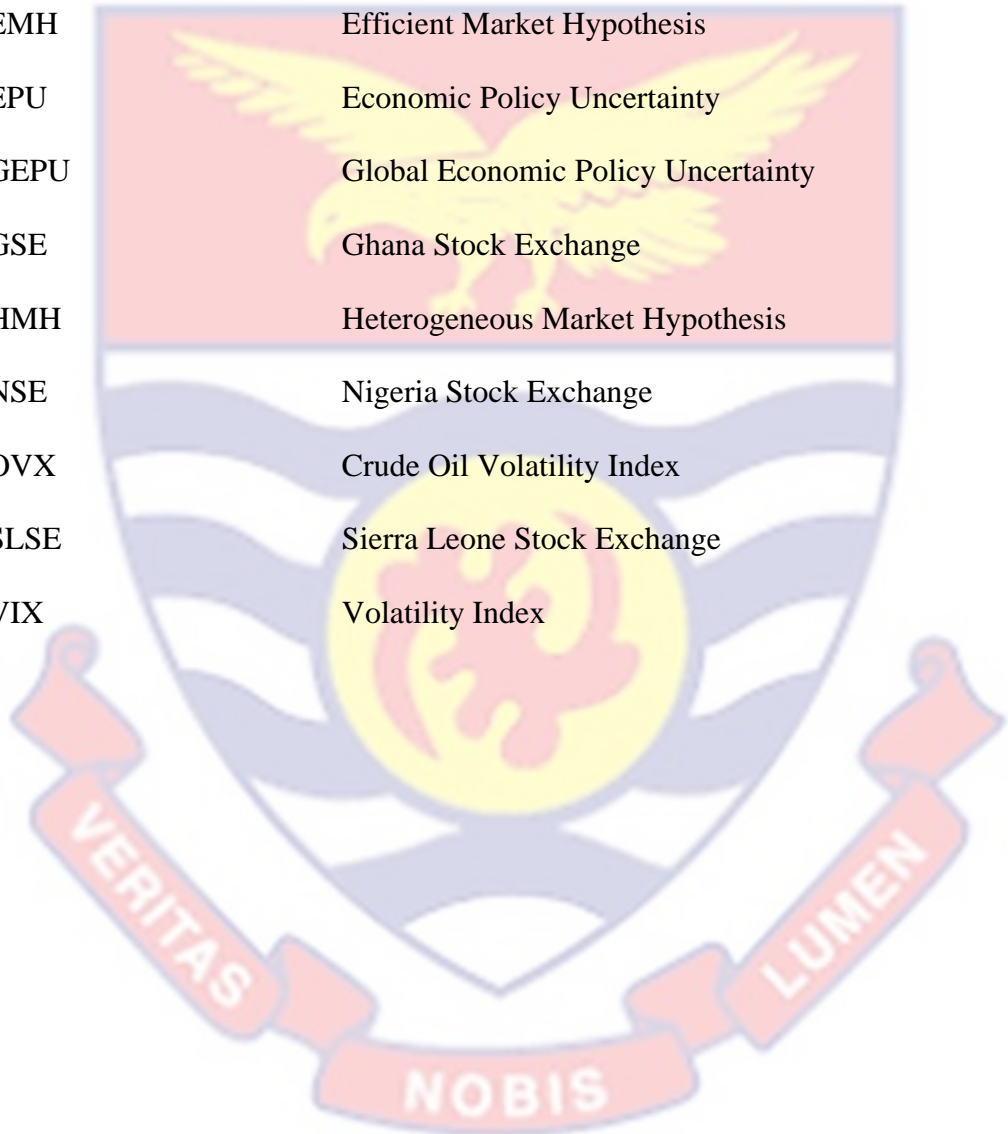 EMH Efficient Market Hypothesis
EPU Economic Policy Uncertainty
GEPU Global Economic Policy Uncertainty
GSE Ghana Stock Exchange
HMH Heterogeneous Market Hypothesis
NSE Nigeria Stock Exchange
OVX Crude Oil Volatility Index
SLSE Sierra Leone Stock Exchange
VIX Volatility Index
VERITAS
NOBIS
LUMEN